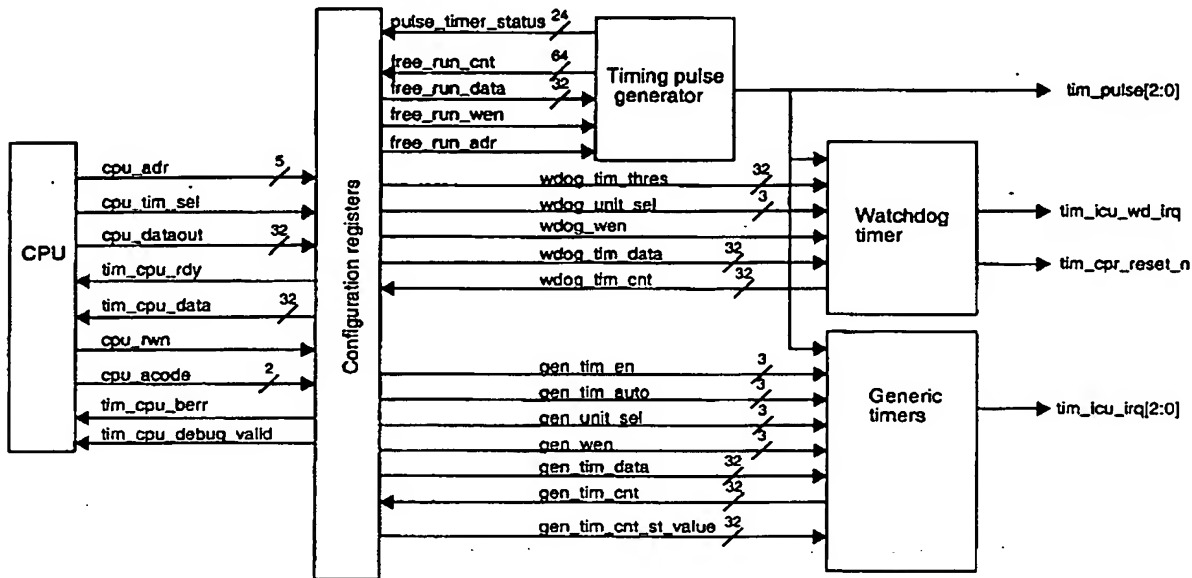 CPU
cpu_adr 5
cpu_tim_sel
cpu_dataout 32
tim_cpu_rdy
tim_cpu_data 32
cpu_rwn
cpu_acode 2
tim_cpu_berr
tim_cpu_debug_valid
Configuration registers
pulse_timer_status 24
free_run_cnt 64
free_run_data 32
free_run_wen
free_run_adr
Timing pulse
generator
tim_pulse[2:0]
wdog_tim_thres 32
wdog_unit_sel 3
wdog_wen
wdog_tim_data 32
wdog_tim_cnt 32
Watchdog
timer
tim_icu_wd_irq
tim_cpr_reset_n
gen_tim_en 3
gen_tim_auto 3
gen_unit_sel 3
gen_wen 3
gen_tim_data 32
gen_tim_cnt 32
gen_tim_cnt_st_value 32
Generic
timers
tim_icu_irq[2:0]